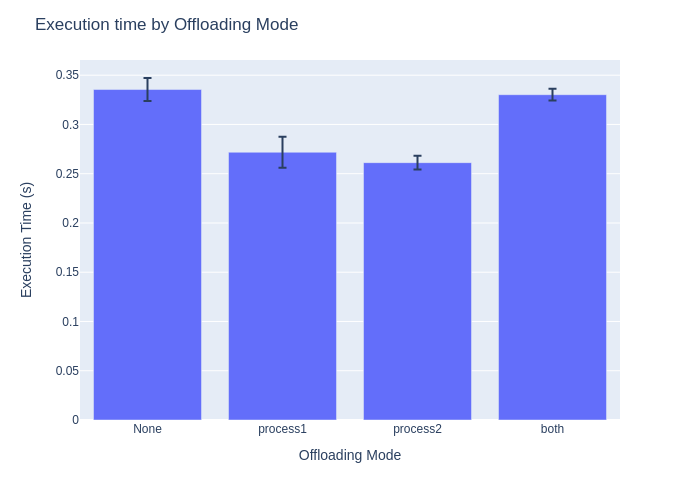 Execution time by Offloading Mode
Execution Time (s)
0.35
0.3
0.25
0.2
0.15
0.1
0.05
0
None process1 process2 both
Offloading Mode